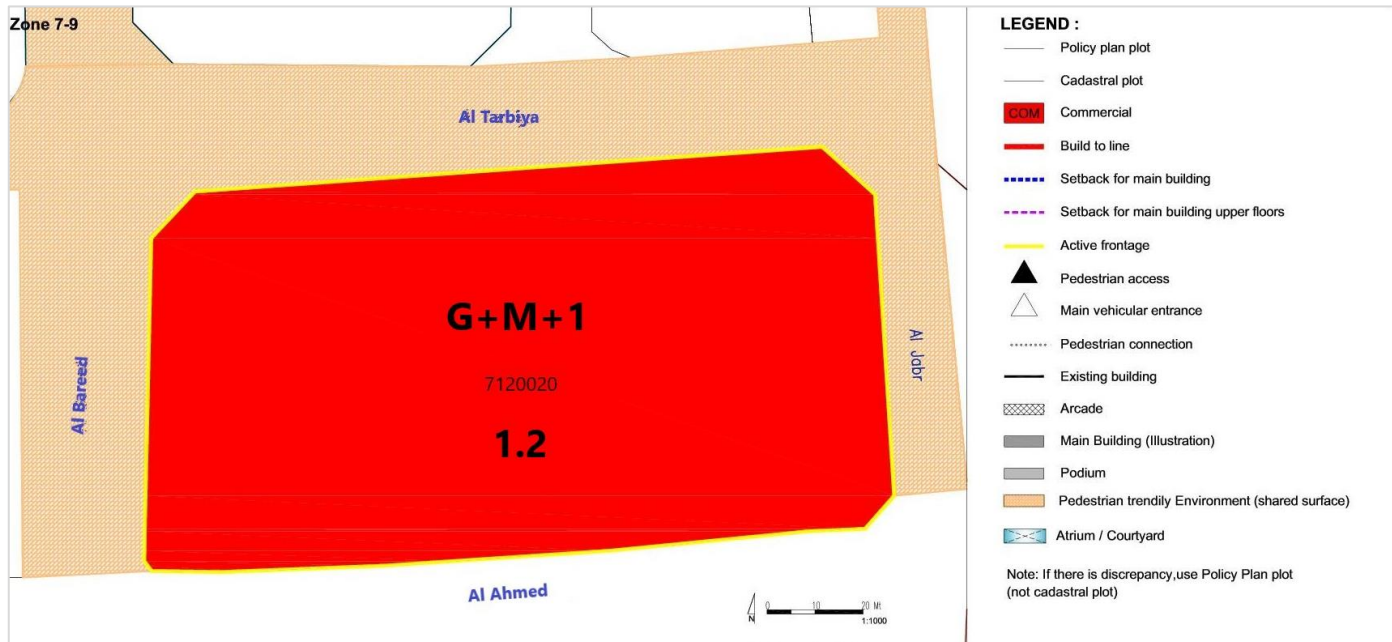 Zone 7-9
Al Tarbiya
G+M+1
7120020
1.2
Al Bareed
Al Jabr
Al Ahmed
N
0 10 20 Mt
1:1000
LEGEND :
Policy plan plot
Cadastral plot
COM Commercial
Build to line
Setback for main building
Setback for main building upper floors
Active frontage
Pedestrian access
Main vehicular entrance
Pedestrian connection
Existing building
Arcade
Main Building (Illustration)
Podium
Pedestrian trendily Environment (shared surface)
Atrium / Courtyard
Note: If there is discrepancy,use Policy Plan plot
(not cadastral plot)